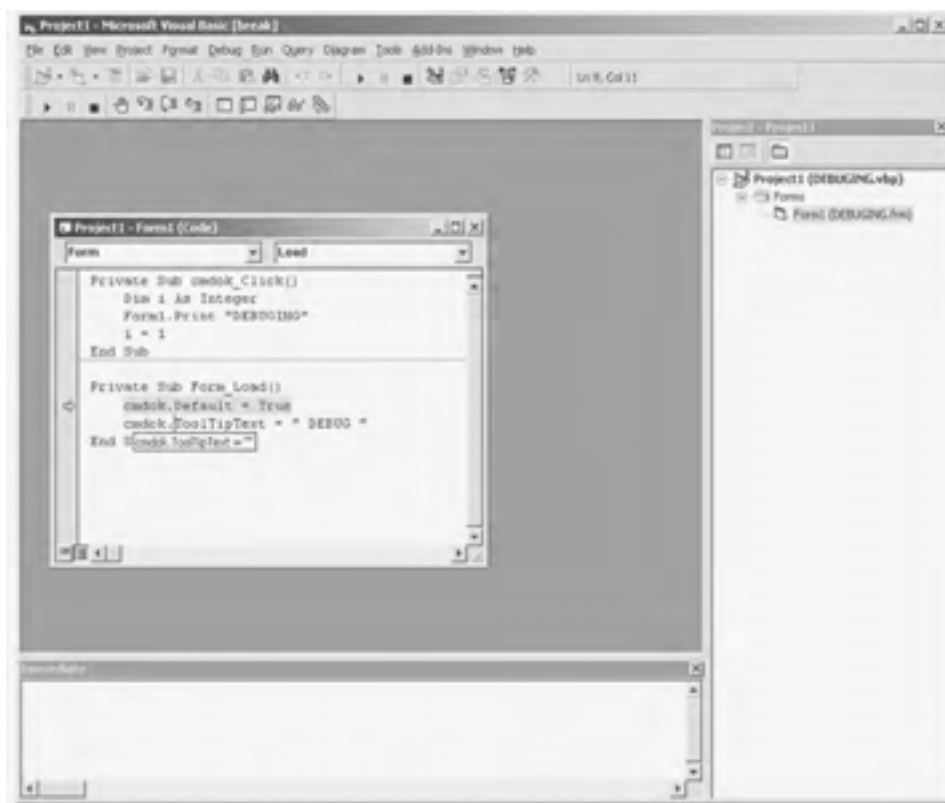 Project1 - Microsoft Visual Basic [break]
File Edit View Project Format Debug Run Query Diagram Tools Add-Ins Window Help
Ln 9, Col 11
Project - Project1
Project1 (DEBUGING.vbp)
Forms
Form1 (DEBUGING.frm)
Project1 - Form1 (Code)
Form
Load
Private Sub cmdok_Click()
Dim i As Integer
Form1.Print "DEBUGING"
i = 1
End Sub
Private Sub Form_Load()
cmdok.Default = True
cmdok.ToolTipText = " DEBUG "
End S
cmdok.ToolTipText = ""
Immediate